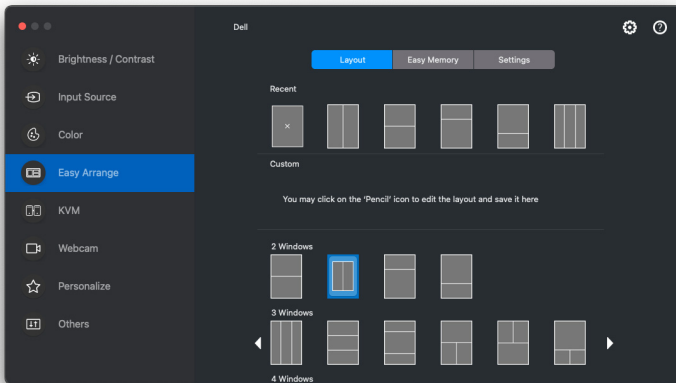 Dell
Layout Easy Memory Settings
Brightness / Contrast
Input Source
Color
Easy Arrange
KVM
Webcam
Personalize
Others
Recent
Custom
You may click on the 'Pencil' icon to edit the layout and save it here
2 Windows
3 Windows
4 Windows